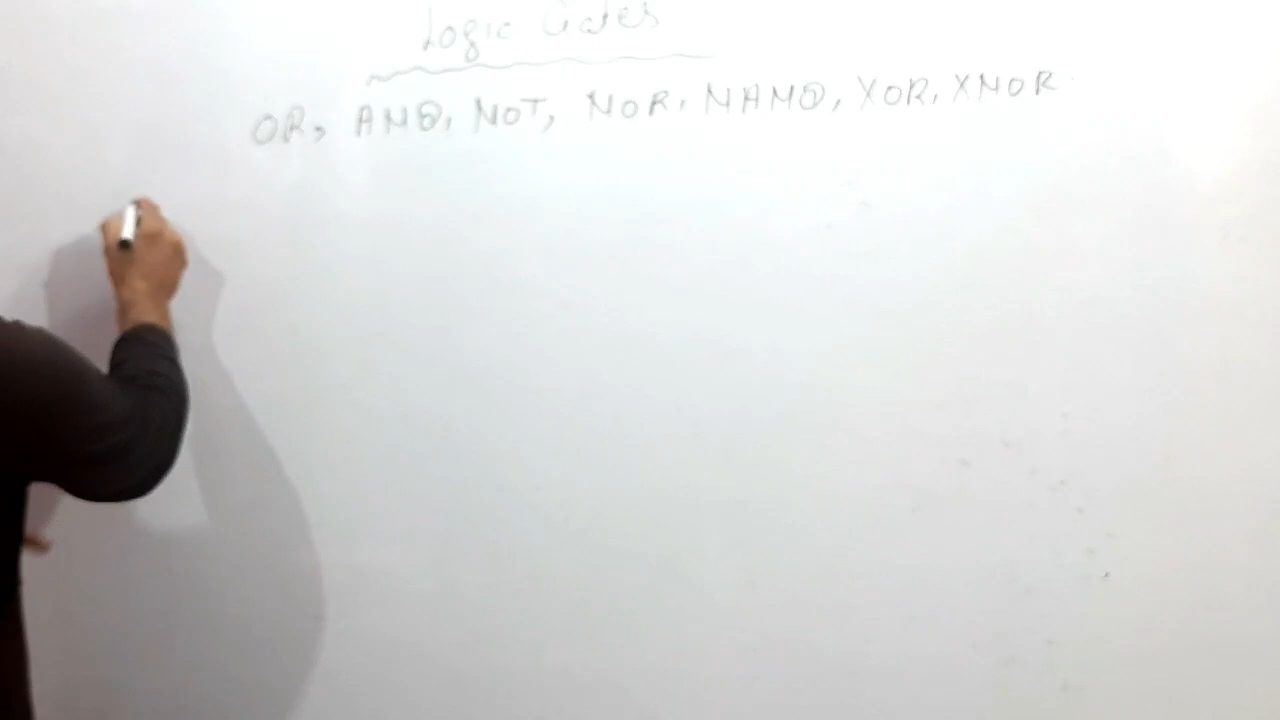 Logic Gates
OR, AND, NOT, NOR, NAND, XOR, XNOR